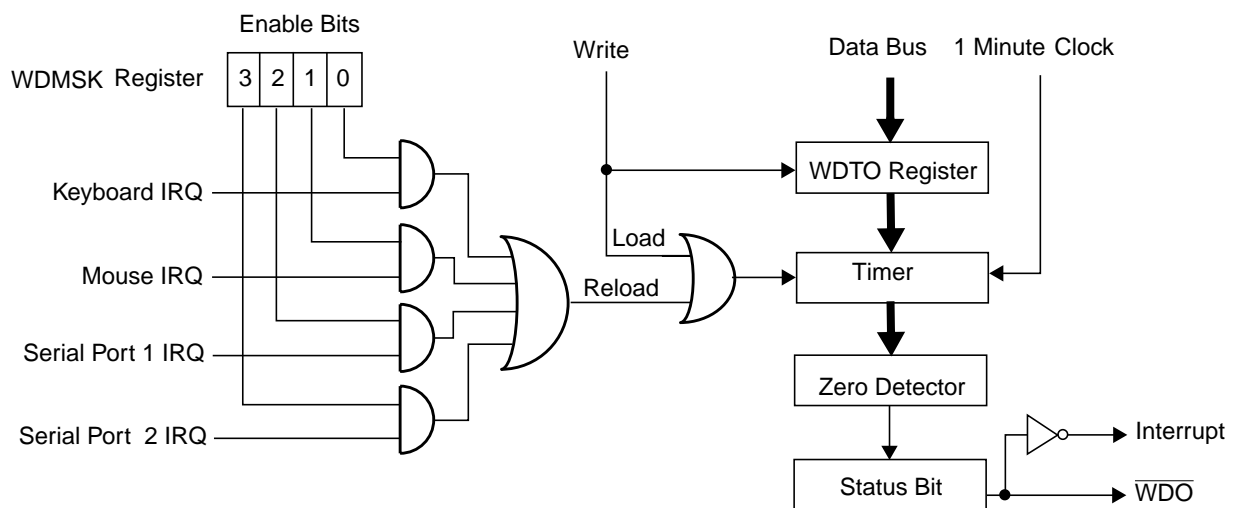 Enable Bits
WDMSK Register
3 2 1 0
Write
Data Bus
1 Minute Clock
WDTO Register
Keyboard IRQ
Load
Mouse IRQ
Timer
Reload
Serial Port 1 IRQ
Zero Detector
Serial Port 2 IRQ
Interrupt
Status Bit
W̅D̅O̅